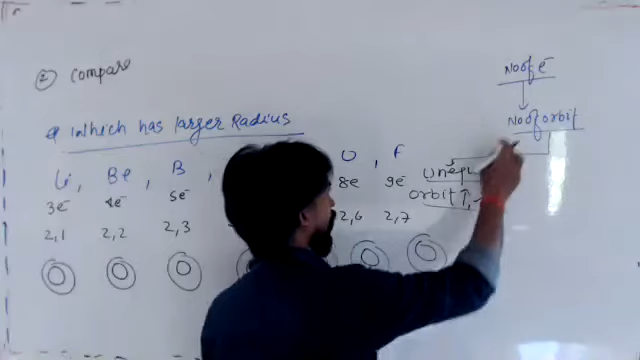 ② Compare
No of e⁻
No of orbit
Which has larger Radius
Li, Be, B, O, F
3e⁻ 4e⁻ 5e⁻ 8e 9e⁻
orbit ↑,
2,1 2,2 2,3 2,6 2,7